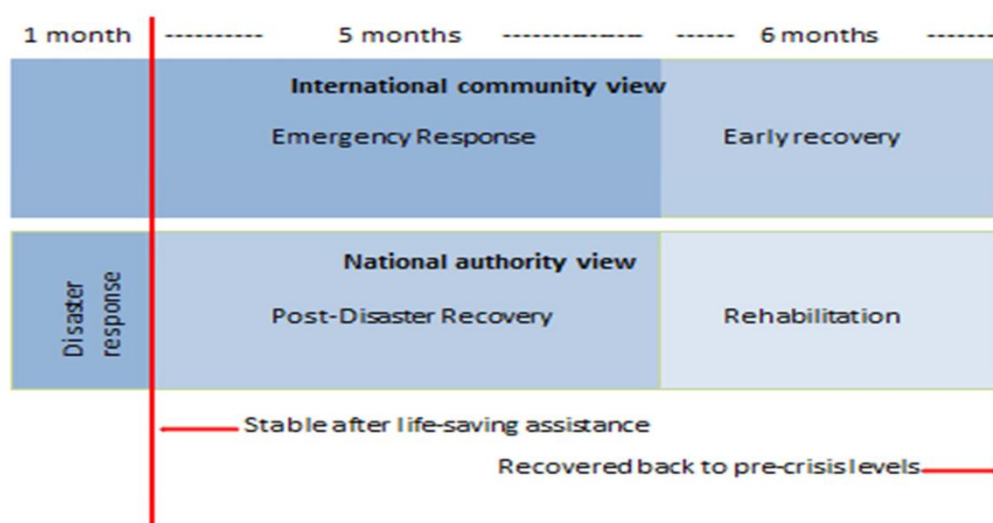 1 month ---------- 5 months -------------- ------ 6 months -------
International community view
Emergency Response Early recovery
National authority view
Disaster
response
Post-Disaster Recovery Rehabilitation
Stable after life-saving assistance
Recovered back to pre-crisis levels